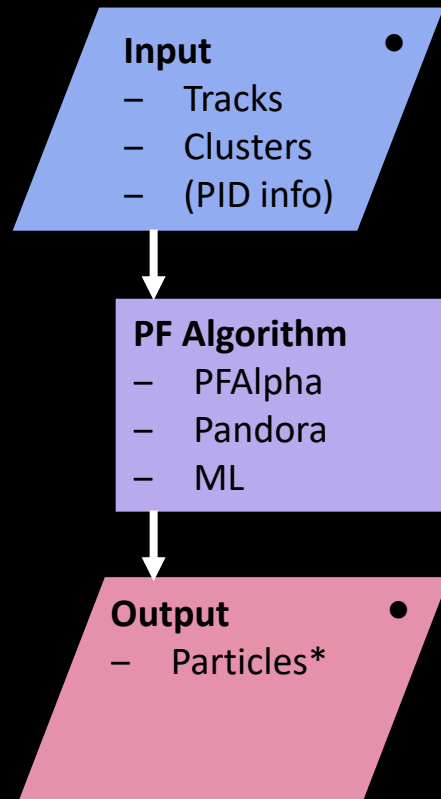 Input
– Tracks
– Clusters
– (PID info)
PF Algorithm
– PFAlpha
– Pandora
– ML
Output
– Particles*